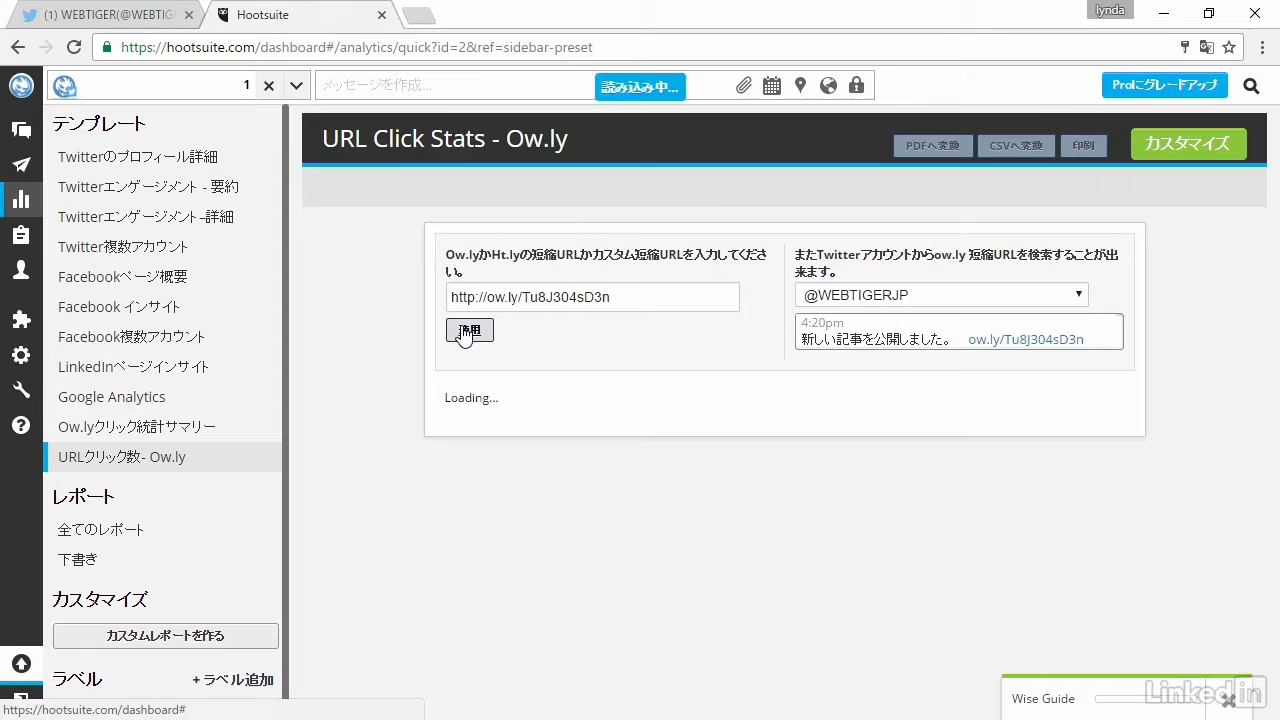 (1) WEBTIGER(@WEBTIGE
Hootsuite
lynda
https://hootsuite.com/dashboard#/analytics/quick?id=2&ref=sidebar-preset
1
メッセージを作成...
読み込み中...
Proにグレードアップ
テンプレート
Twitterのプロフィール詳細
Twitterエンゲージメント - 要約
Twitterエンゲージメント-詳細
Twitter複数アカウント
Facebookページ概要
Facebook インサイト
Facebook複数アカウント
LinkedInページインサイト
Google Analytics
Ow.lyクリック統計サマリー
URLクリック数- Ow.ly
レポート
全てのレポート
下書き
カスタマイズ
カスタムレポートを作る
ラベル
+ ラベル追加
URL Click Stats - Ow.ly
PDFへ変換
CSVへ変換
印刷
カスタマイズ
Ow.lyかHt.lyの短縮URLかカスタム短縮URLを入力してくださ
い。
http://ow.ly/Tu8J304sD3n
またTwitterアカウントからow.ly 短縮URLを検索することが出
来ます。
@WEBTIGERJP
4:20pm
新しい記事を公開しました。 ow.ly/Tu8J304sD3n
Loading...
https://hootsuite.com/dashboard#
Wise Guide
LinkedIn